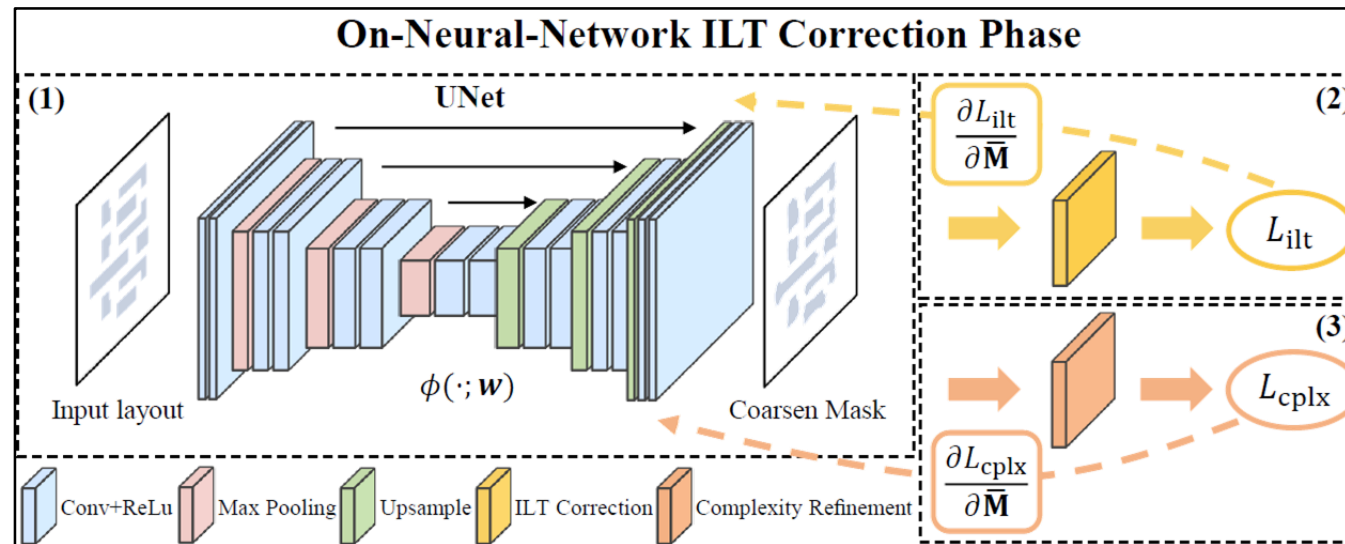 On-Neural-Network ILT Correction Phase
(1)
UNet
Input layout
ϕ(·; w)
Coarsen Mask
(2)
∂L_ilt / ∂M̄
L_ilt
(3)
L_cplx
∂L_cplx / ∂M̄
Conv+ReLu
Max Pooling
Upsample
ILT Correction
Complexity Refinement